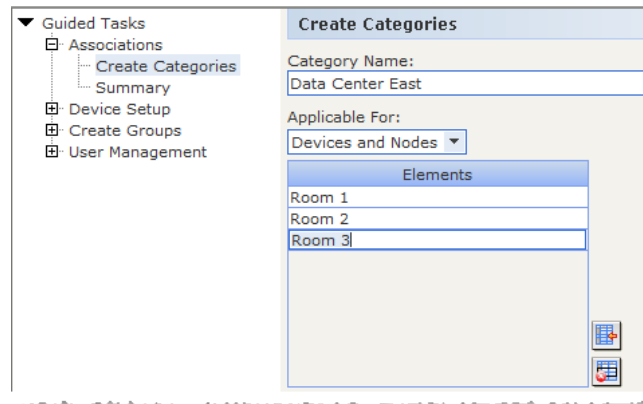 Guided Tasks
Associations
Create Categories
Summary
Device Setup
Create Groups
User Management
Create Categories
Category Name:
Data Center East
Applicable For:
Devices and Nodes
Elements
Room 1
Room 2
Room 3